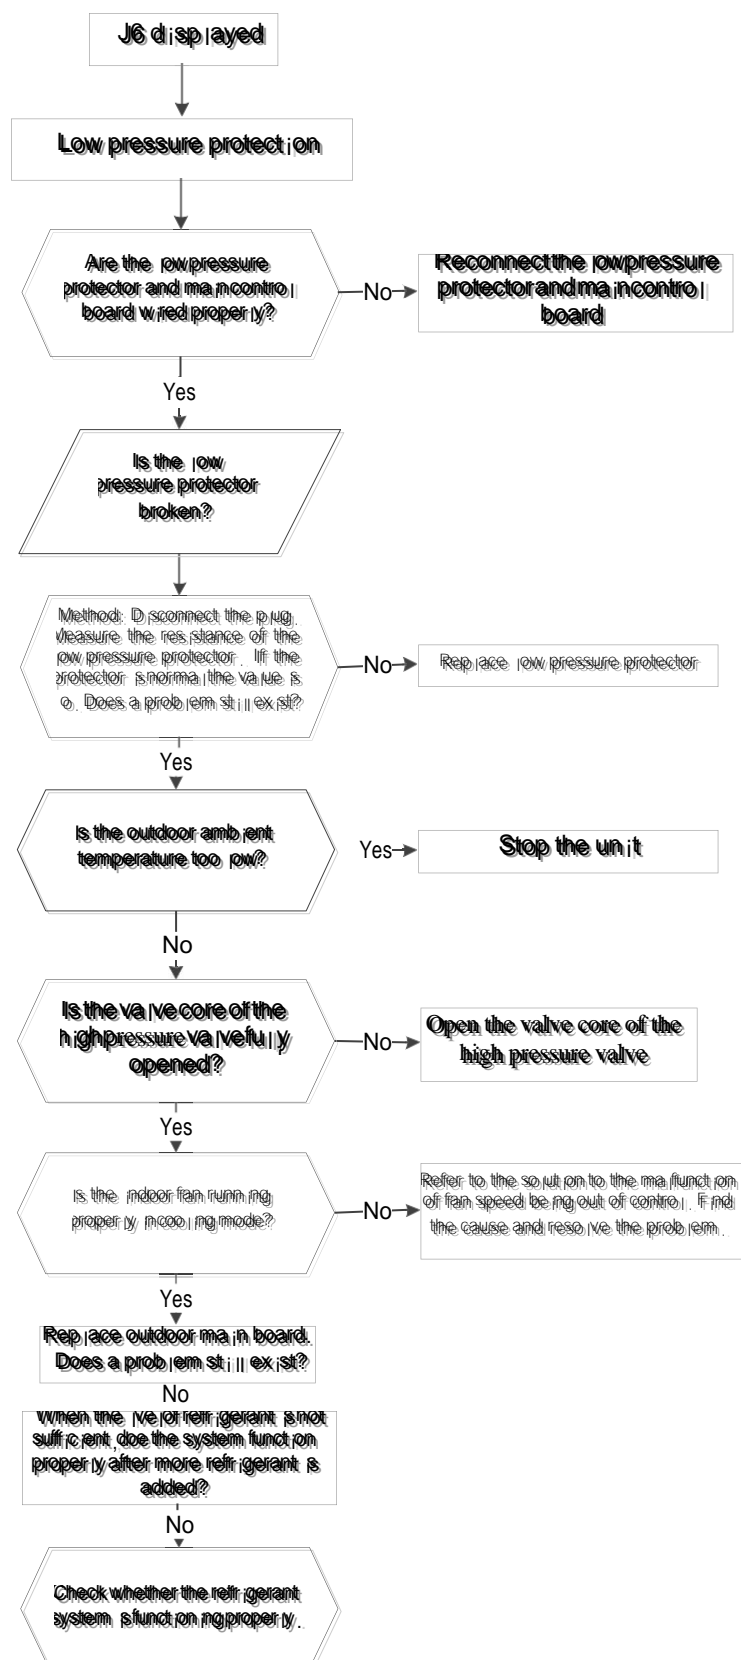 J6 displayed
Low pressure protection
Are the low pressure
protector and main control
board wired properly?
No
Reconnect the low pressure
protector and main control
board
Yes
Is the low
pressure protector
broken?
Method: Disconnect the plug.
Measure the resistance of the
low pressure protector. If the
protector is normal, the value is
o. Does a problem still exist?
No
Replace low pressure protector
Yes
Is the outdoor ambient
temperature too low?
Yes
Stop the unit
No
Is the valve core of the
high pressure valve fully
opened?
No
Open the valve core of the
high pressure valve
Yes
Is the indoor fan running
properly in cooling mode?
No
Refer to the solution to the malfunction
of fan speed being out of control. Find
the cause and resolve the problem.
Yes
Replace outdoor main board.
Does a problem still exist?
No
When the of refrigerant is not
sufficient, doe the system function
properly after more refrigerant is
added?
No
Check whether the refrigerant
system is functioning properly.